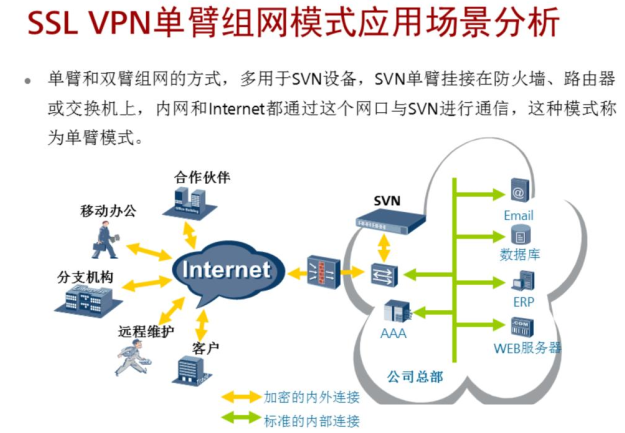 SSL VPN单臂组网模式应用场景分析
单臂和双臂组网的方式，多用于SVN设备，SVN单臂挂接在防火墙、路由器
或交换机上，内网和Internet都通过这个网口与SVN进行通信，这种模式称
为单臂模式。
合作伙伴
移动办公
SVN
Email
Internet
数据库
分支机构
ERP
远程维护
AAA
客户
WEB服务器
公司总部
加密的内外连接
标准的内部连接